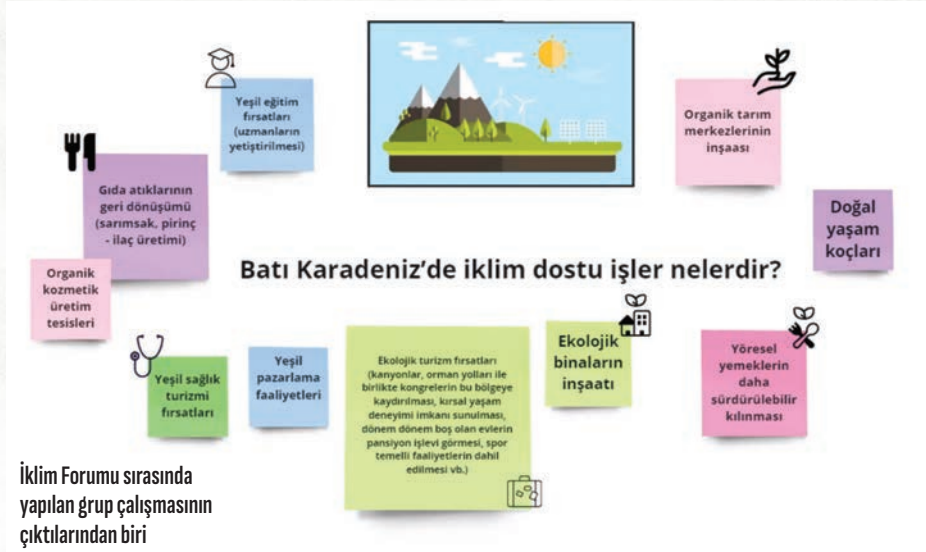 Yeşil eğitim
fırsatları
(uzmanların
yetiştirilmesi)
Organik tarım
merkezlerinin
inşaası
Gıda atıklarının
geri dönüşümü
(sarımsak, pirinç
- ilaç üretimi)
Doğal
yaşam
koçları
Batı Karadeniz’de iklim dostu işler nelerdir?
Organik
kozmetik
üretim
tesisleri
Yeşil sağlık
turizmi
fırsatları
Yeşil
pazarlama
faaliyetleri
Ekolojik turizm fırsatları
(kanyonlar, orman yolları ile
birlikte kongrelerin bu bölgeye
kaydırılması, kırsal yaşam
deneyimi imkanı sunulması,
dönem dönem boş olan evlerin
pansiyon işlevi görmesi, spor
temelli faaliyetlerin dahil
edilmesi vb.)
Ekolojik
binaların
inşaatı
Yöresel
yemeklerin
daha
sürdürülebilir
kılınması
İklim Forumu sırasında
yapılan grup çalışmasının
çıktılarından biri